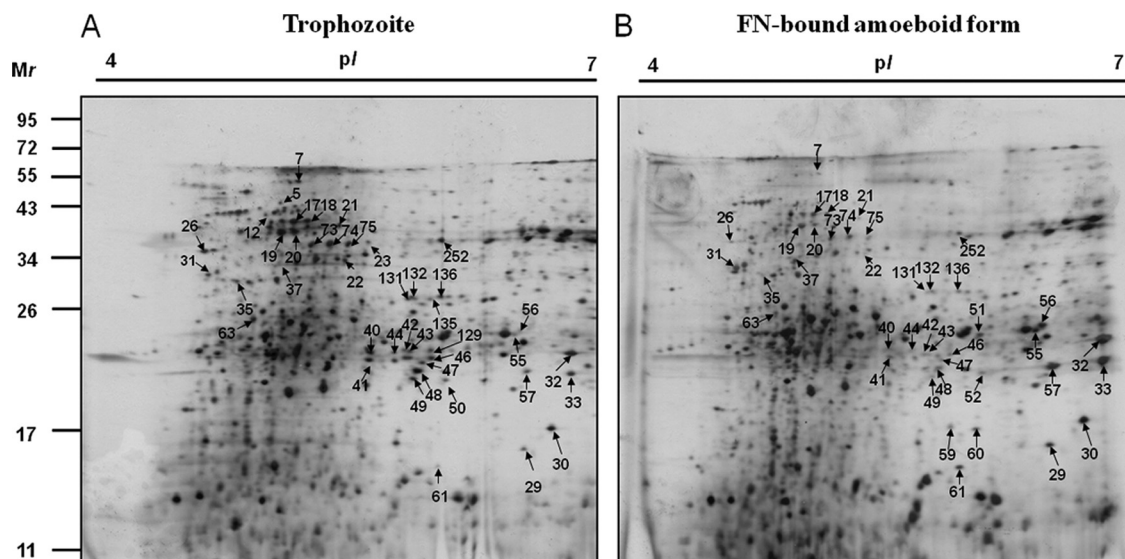 A Trophozoite
B FN-bound amoeboid form
Mr
4 pI 7
4 pI 7
95
72
55
43
34
26
17
11
7
5
17 18 21
12
73 74 75
26
19 20 23 252
31
37 22
131 132 136
35
63 135 56
40 44 42 43 129
46 55
41 47 32
49 48 50 57 33
30
61 29
7
17 18 21
73 74 75
26
19 20 252
31
37 22
131 132 136
35
51
63 56
40 44 42 43
46 55
41 47 32
49 48 52 57 33
59 60 30
29
61